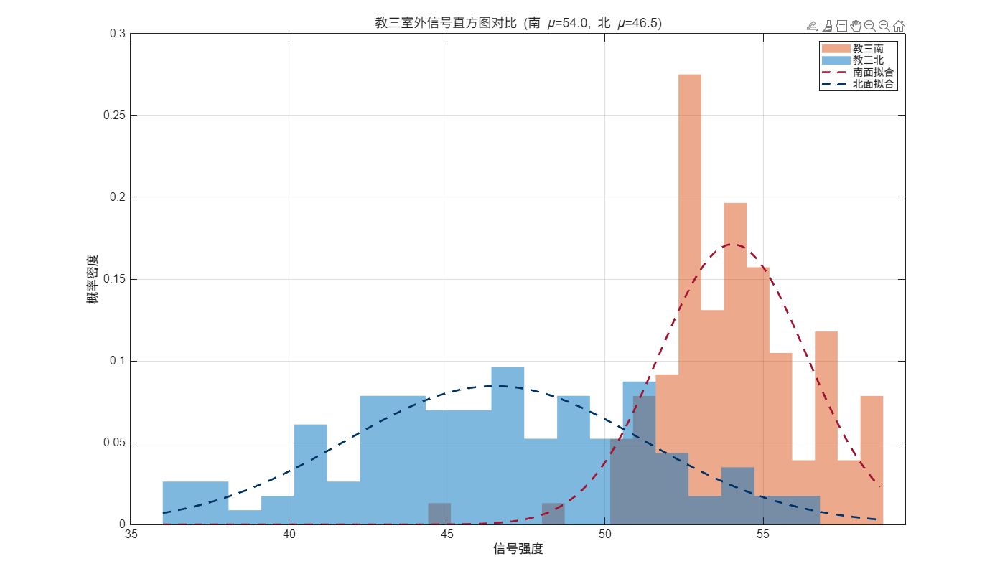 教三室外信号直方图对比 (南 μ=54.0, 北 μ=46.5)
教三南
教三北
南面拟合
北面拟合
0.3
0.25
0.2
0.15
0.1
0.05
0
概率密度
35 40 45 50 55
信号强度